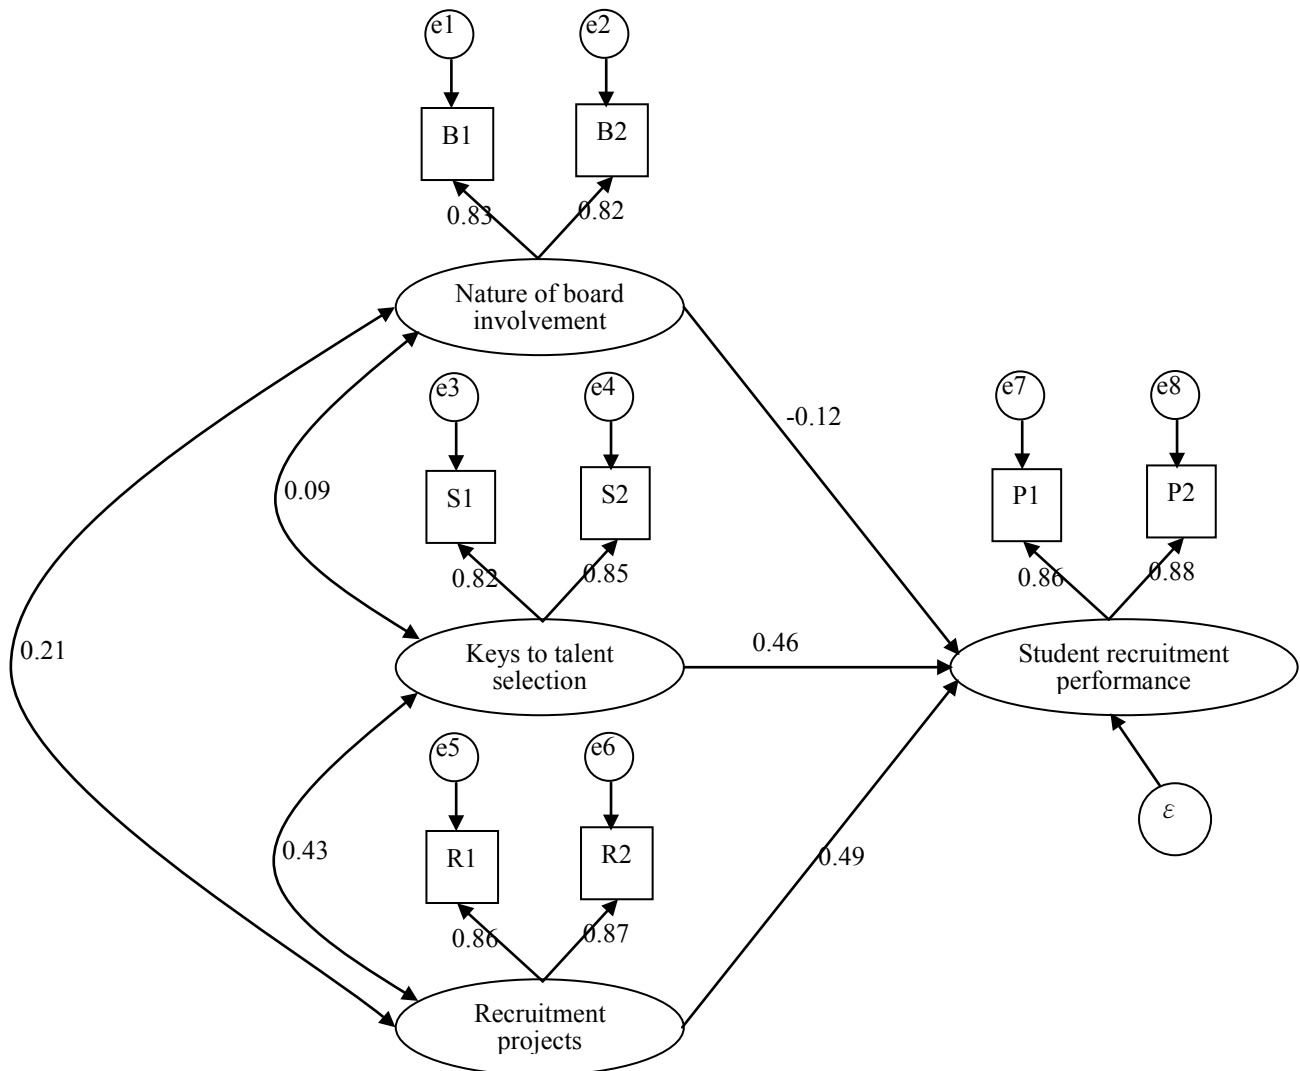 e1
e2
B1
B2
0.83
0.82
Nature of board
involvement
e3
e4
e7
e8
-0.12
0.09
S1
S2
P1
P2
0.82
0.85
0.86
0.88
0.21
0.46
Keys to talent
selection
Student recruitment
performance
e5
e6
ε
0.43
R1
R2
0.49
0.86
0.87
Recruitment
projects